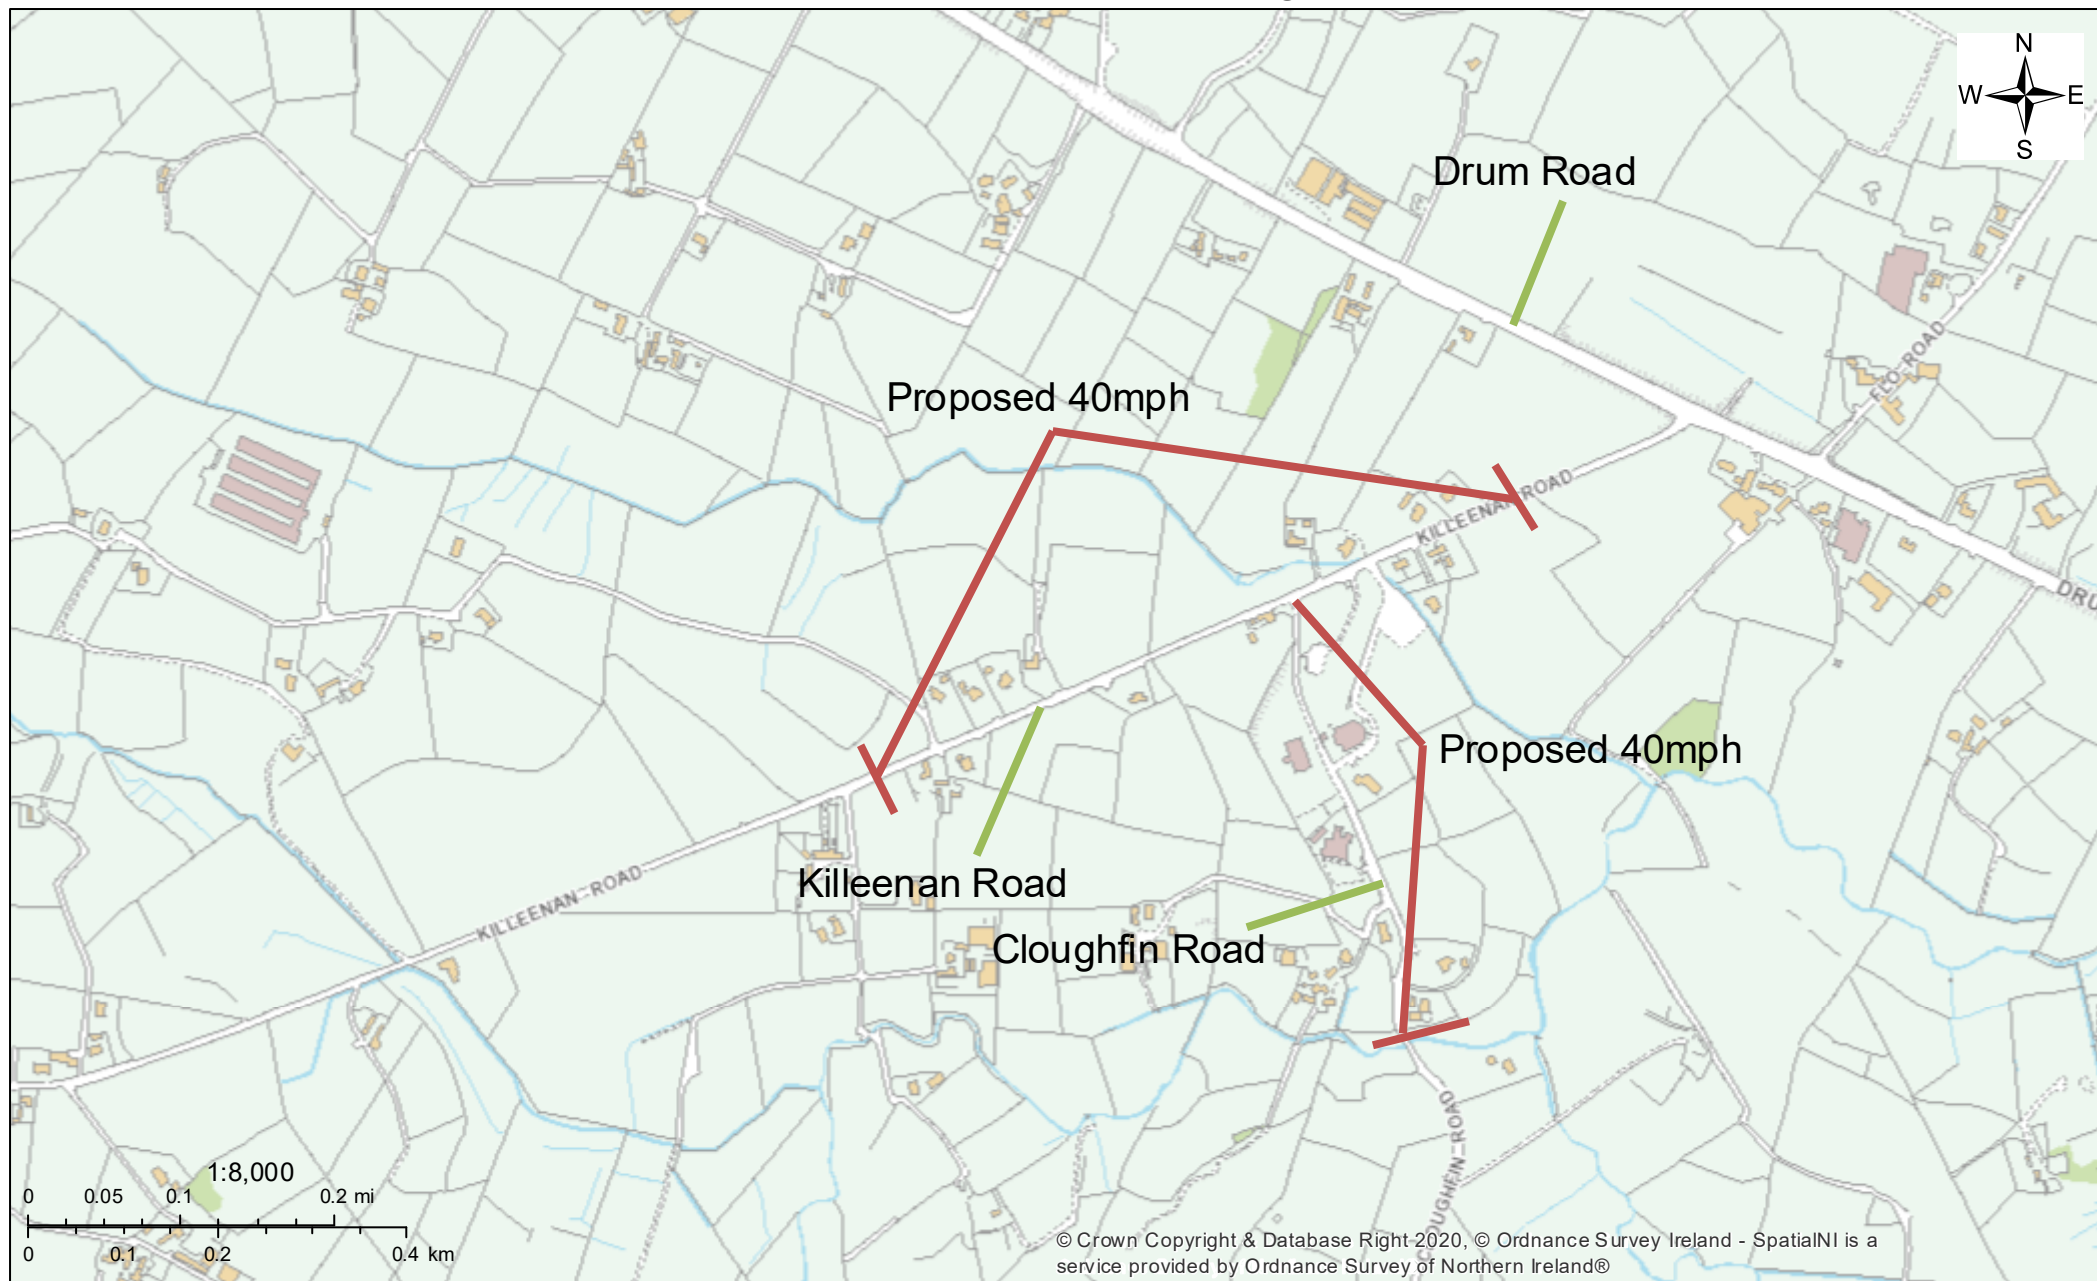 N
W E
S
Drum Road
Proposed 40mph
KILLEENAN ROAD
Proposed 40mph
Killeenan Road
KILLEENAN ROAD
Cloughfin Road
CLOUGHFIN ROAD
1:8,000
0 0.05 0.1 0.2 mi
0 0.1 0.2 0.4 km
© Crown Copyright & Database Right 2020, © Ordnance Survey Ireland - SpatialNI is a
service provided by Ordnance Survey of Northern Ireland®